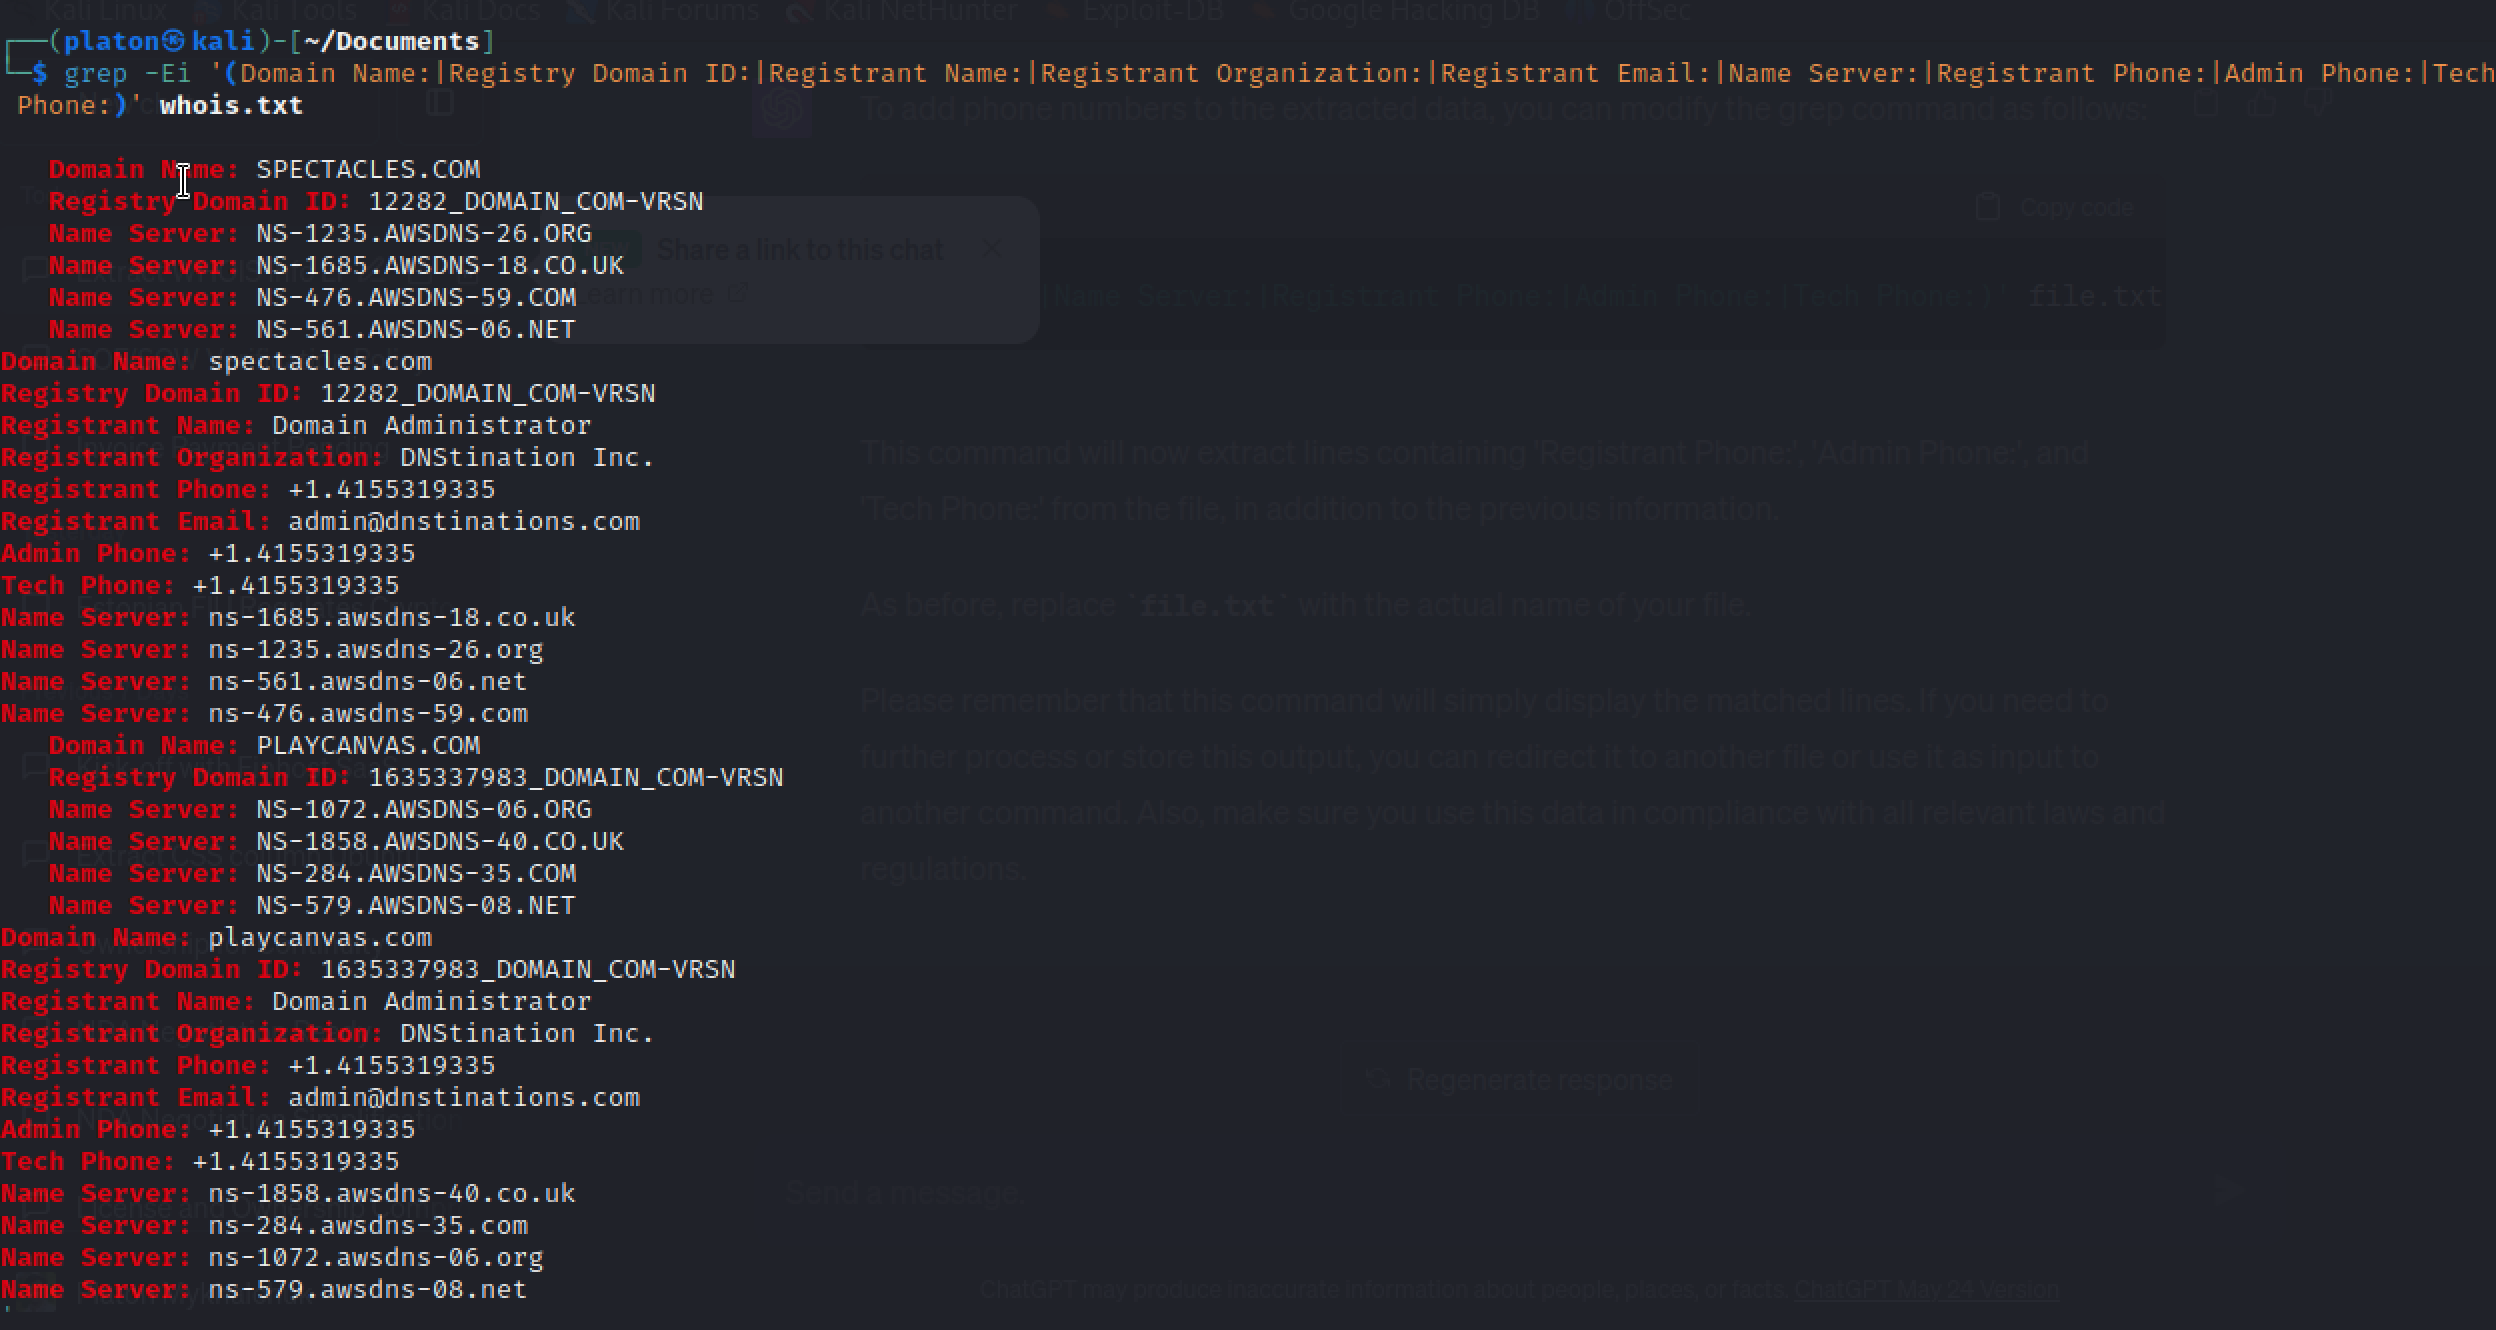 Kali Linux Kali Tools Kali Docs Kali Forums Kali NetHunter Exploit-DB Google Hacking DB OffSec
┌──(platon㉿kali)-[~/Documents]
└─$ grep -Ei '(Domain Name:|Registry Domain ID:|Registrant Name:|Registrant Organization:|Registrant Email:|Name Server:|Registrant Phone:|Admin Phone:|Tech
 Phone:)' whois.txt
   Domain Name: SPECTACLES.COM
   Registry Domain ID: 12282_DOMAIN_COM-VRSN
   Name Server: NS-1235.AWSDNS-26.ORG
   Name Server: NS-1685.AWSDNS-18.CO.UK
   Name Server: NS-476.AWSDNS-59.COM
   Name Server: NS-561.AWSDNS-06.NET
Domain Name: spectacles.com
Registry Domain ID: 12282_DOMAIN_COM-VRSN
Registrant Name: Domain Administrator
Registrant Organization: DNStination Inc.
Registrant Phone: +1.4155319335
Registrant Email: admin@dnstinations.com
Admin Phone: +1.4155319335
Tech Phone: +1.4155319335
Name Server: ns-1685.awsdns-18.co.uk
Name Server: ns-1235.awsdns-26.org
Name Server: ns-561.awsdns-06.net
Name Server: ns-476.awsdns-59.com
   Domain Name: PLAYCANVAS.COM
   Registry Domain ID: 1635337983_DOMAIN_COM-VRSN
   Name Server: NS-1072.AWSDNS-06.ORG
   Name Server: NS-1858.AWSDNS-40.CO.UK
   Name Server: NS-284.AWSDNS-35.COM
   Name Server: NS-579.AWSDNS-08.NET
Domain Name: playcanvas.com
Registry Domain ID: 1635337983_DOMAIN_COM-VRSN
Registrant Name: Domain Administrator
Registrant Organization: DNStination Inc.
Registrant Phone: +1.4155319335
Registrant Email: admin@dnstinations.com
Admin Phone: +1.4155319335
Tech Phone: +1.4155319335
Name Server: ns-1858.awsdns-40.co.uk
Name Server: ns-284.awsdns-35.com
Name Server: ns-1072.awsdns-06.org
Name Server: ns-579.awsdns-08.net
To add phone numbers to the extracted data, you can modify the grep command as follows:
Copy code
Share a link to this chat
Learn more
|Name Server:|Registrant Phone:|Admin Phone:|Tech Phone:)' file.txt
This command will now extract lines containing 'Registrant Phone:', 'Admin Phone:', and
'Tech Phone:' from the file, in addition to the previous information.
As before, replace `file.txt` with the actual name of your file.
Please remember that this command will simply display the matched lines. If you need to
further process or store this output, you can redirect it to another file or use it as input to
another command. Also, make sure you use this data in compliance with all relevant laws and
regulations.
Regenerate response
Send a message.
ChatGPT may produce inaccurate information about people, places, or facts. ChatGPT May 24 Version
Invoice Payment Pending